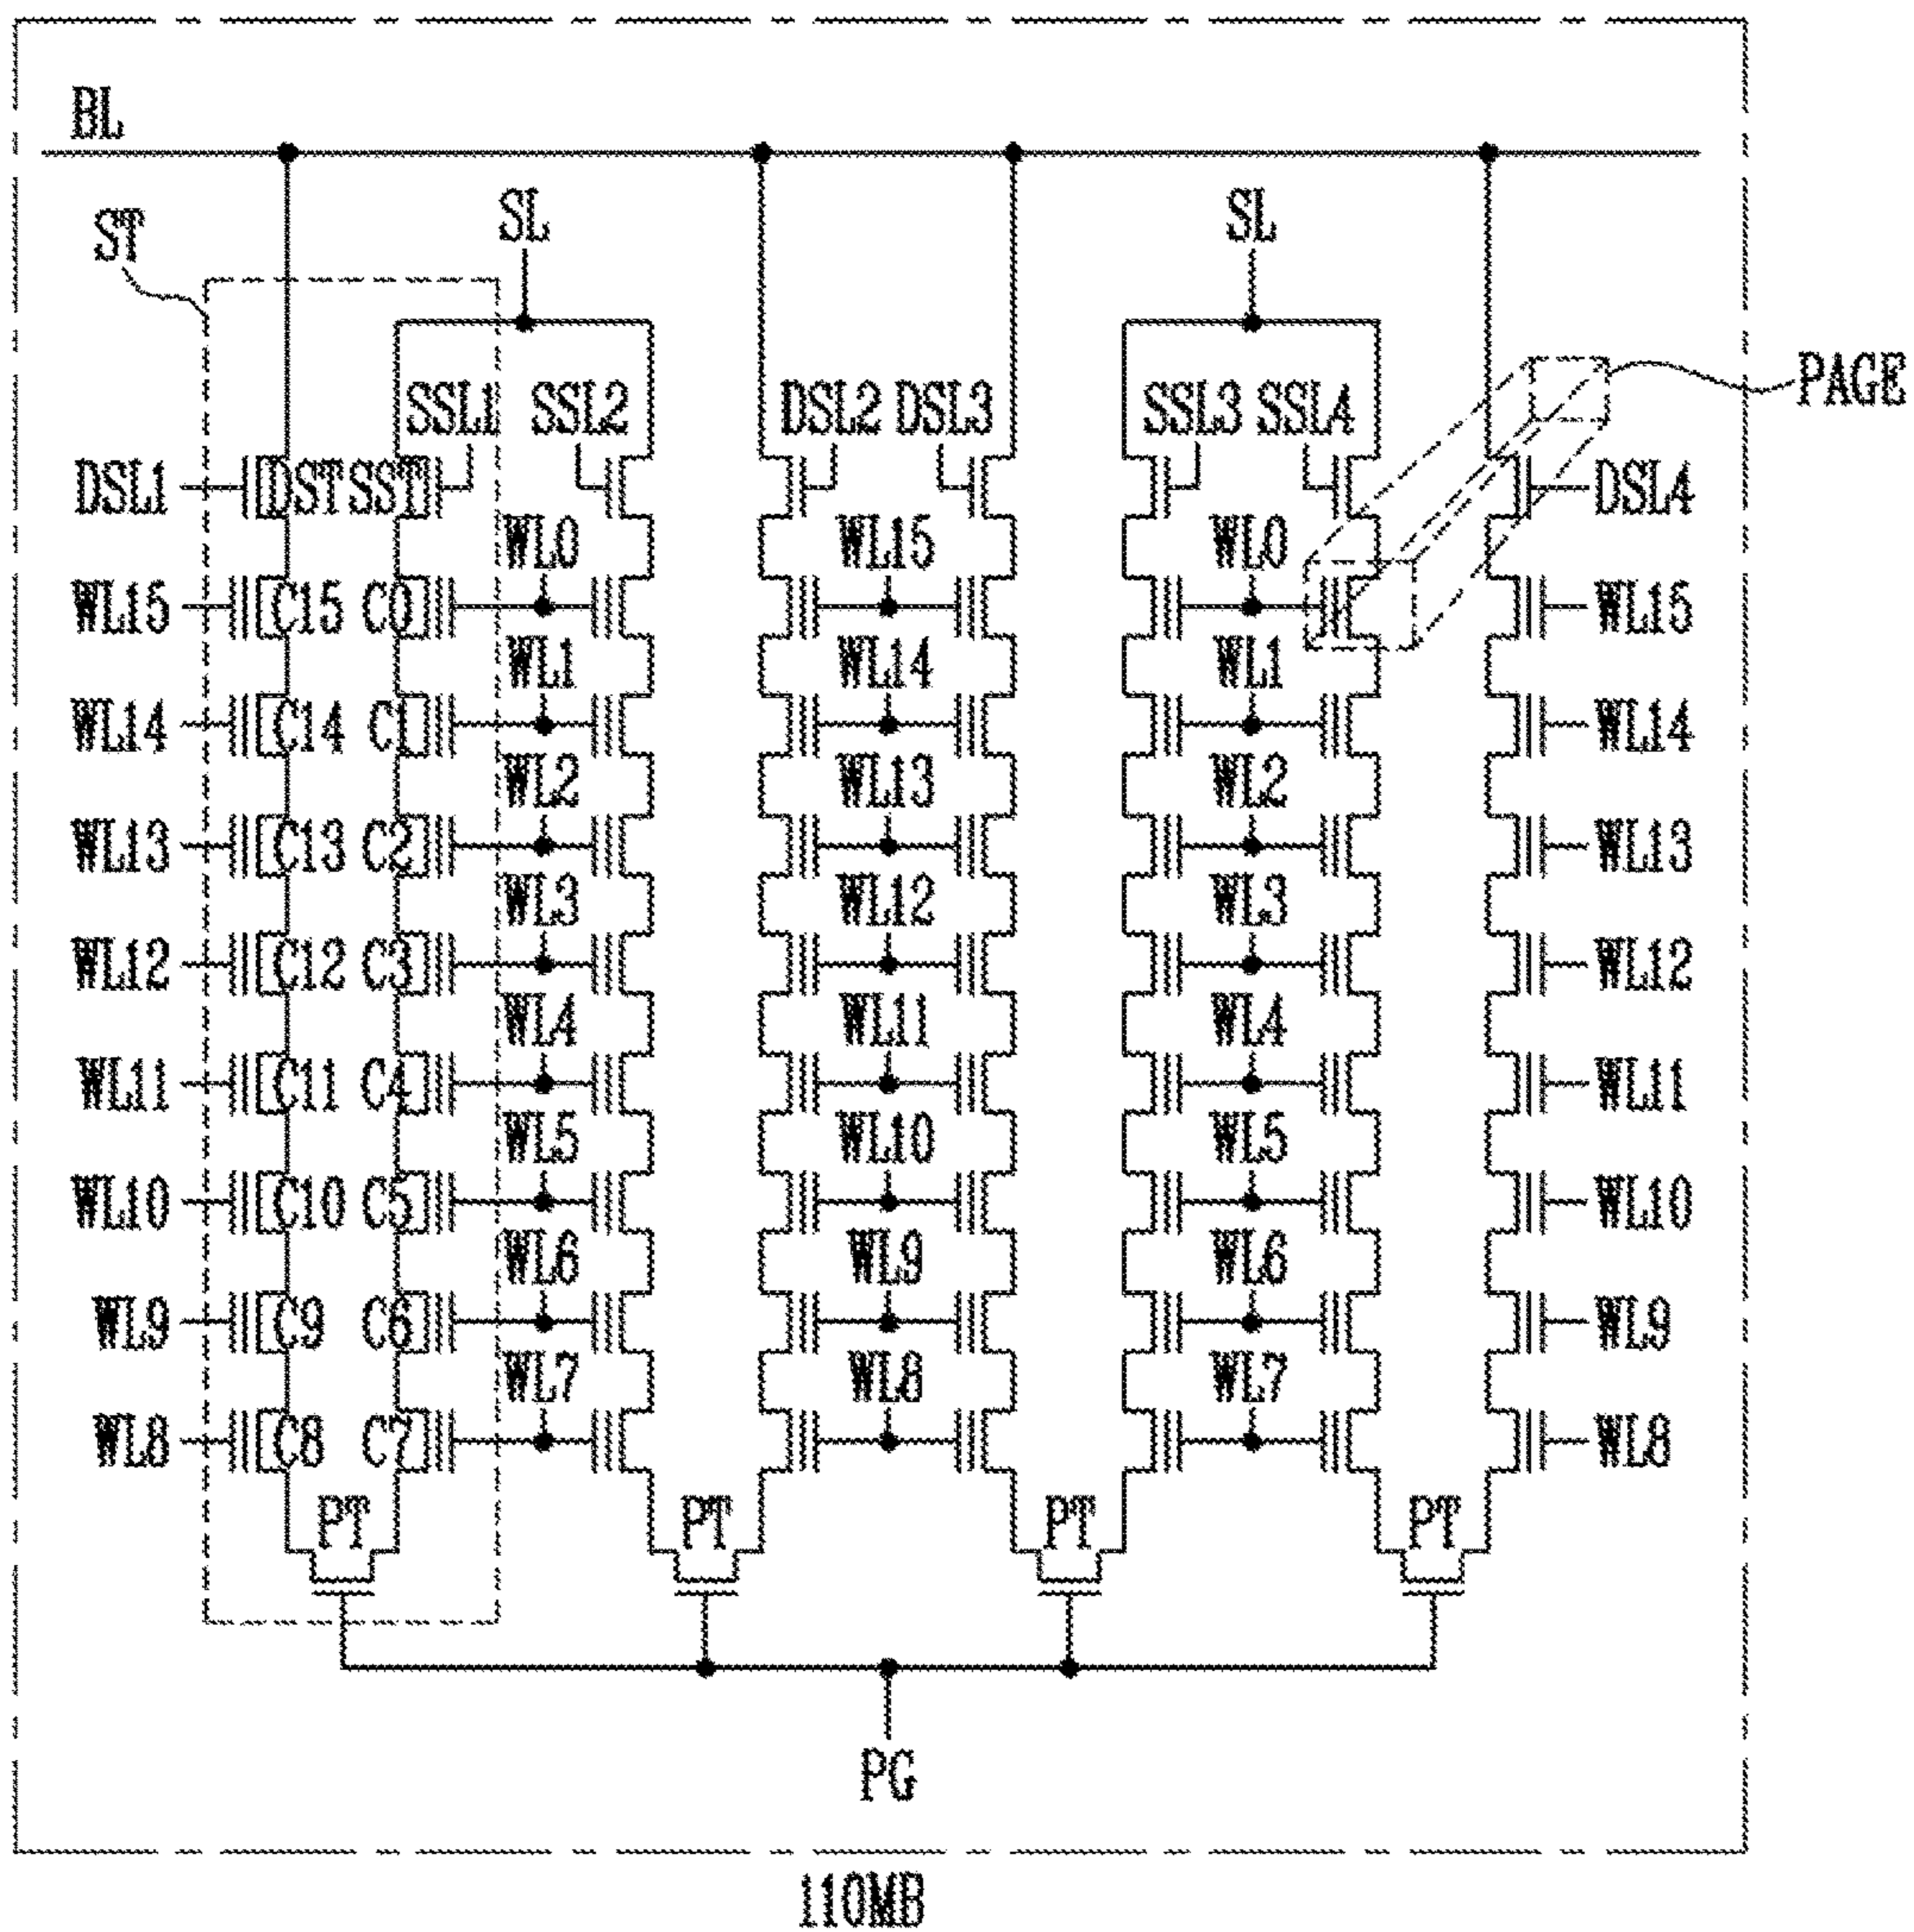 BL
ST SL SL
SSL1 SSL2 DSL2 DSL3 SSL3 SSL4 PAGE
DSL1 DST SST DSL4
WL0 WL15 WL0
WL15 C15 C0 WL15
WL1 WL14 WL1
WL14 C14 C1 WL14
WL2 WL13 WL2
WL13 C13 C2 WL13
WL3 WL12 WL3
WL12 C12 C3 WL12
WL4 WL11 WL4
WL11 C11 C4 WL11
WL5 WL10 WL5
WL10 C10 C5 WL10
WL6 WL9 WL6
WL9 C9 C6 WL9
WL7 WL8 WL7
WL8 C8 C7 WL8
PT PT PT PT
PG
110MB